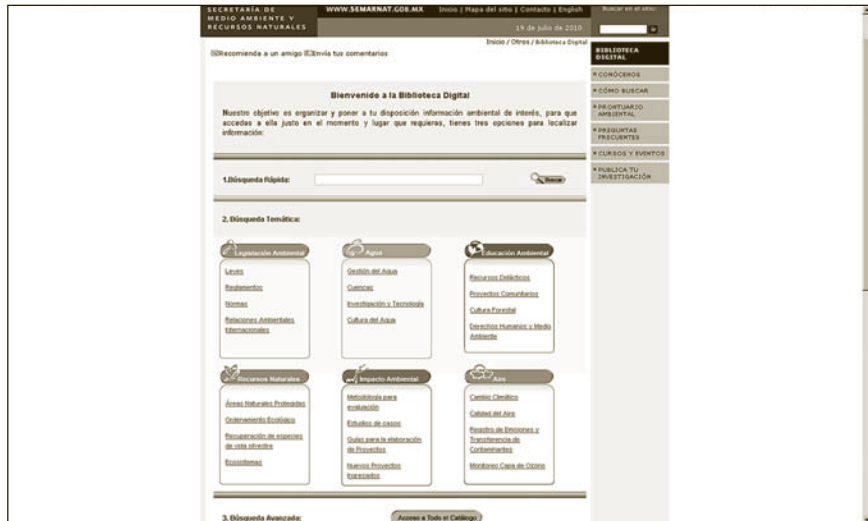 SECRETARÍA DE
MEDIO AMBIENTE Y
RECURSOS NATURALES
WWW.SEMARNAT.GOB.MX
Inicio | Mapa del sitio | Contacto | English
19 de julio de 2010
Buscar en el sitio:
Inicio / Otros / Biblioteca Digital
Recomienda a un amigo Envía tus comentarios
Bienvenido a la Biblioteca Digital
Nuestro objetivo es organizar y poner a tu disposición información ambiental de interés, para que
accedas a ella justo en el momento y lugar que requieras, tienes tres opciones para localizar
información:
1.Búsqueda Rápida:
Buscar
2. Búsqueda Temática:
Legislación Ambiental
Leyes
Reglamentos
Normas
Relaciones Ambientales
Internacionales
Agua
Gestión del Agua
Cuencas
Investigación y Tecnología
Cultura del Agua
Educación Ambiental
Recursos Didácticos
Proyectos Comunitarios
Cultura Forestal
Derechos Humanos y Medio
Ambiente
Recursos Naturales
Áreas Naturales Protegidas
Ordenamiento Ecológico
Recuperación de especies
de vida silvestre
Ecosistemas
Impacto Ambiental
Metodología para
evaluación
Estudios de casos
Guías para la elaboración
de Proyectos
Nuevos Proyectos
Ingresados
Aire
Cambio Climático
Calidad del Aire
Registro de Emisiones y
Transferencia de
Contaminantes
Monitoreo Capa de Ozono
3. Búsqueda Avanzada:
Acceso a Todo el Catálogo
BIBLIOTECA
DIGITAL
CONÓCENOS
CÓMO BUSCAR
PRONTUARIO
AMBIENTAL
PREGUNTAS
FRECUENTES
CURSOS Y EVENTOS
PUBLICA TU
INVESTIGACIÓN